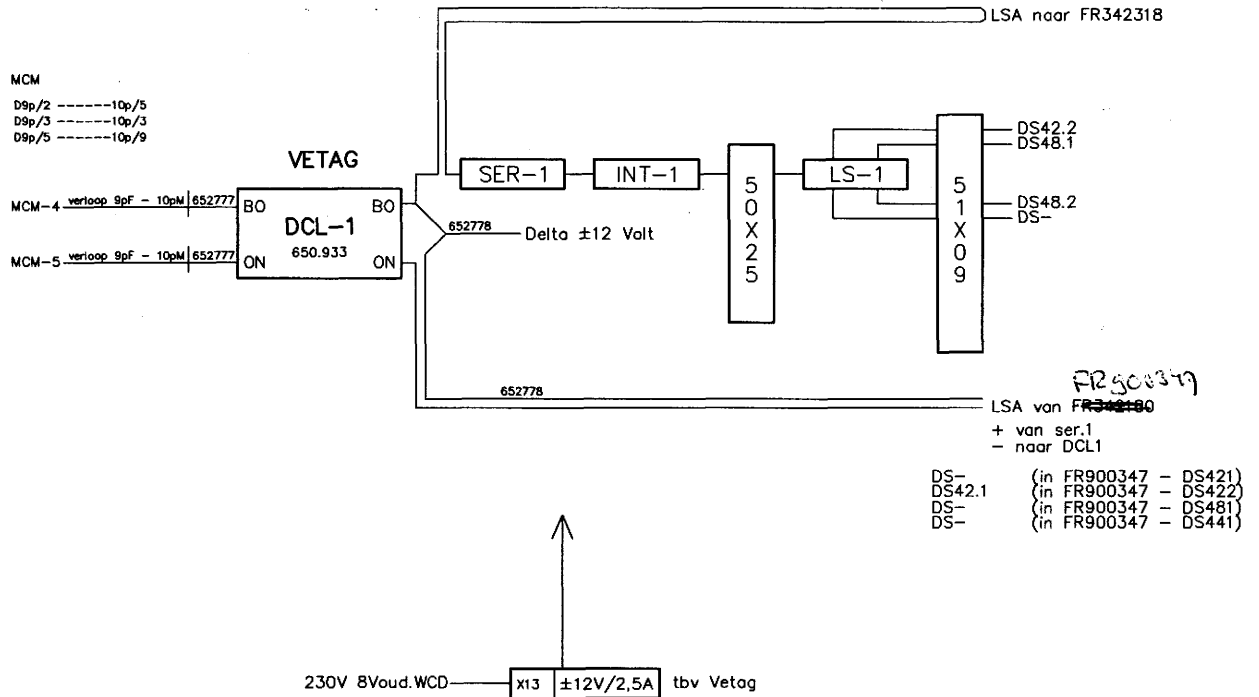 LSA naar FR342318
MCM
D9p/2 ------10p/5
D9p/3 ------10p/3
D9p/5 ------10p/9
VETAG
MCM-4 verloop 9pF - 10pM 652777 BO
DCL-1
650.933
BO
MCM-5 verloop 9pF - 10pM 652777 ON
ON
652778
Delta ±12 Volt
SER-1
INT-1
50X25
LS-1
51X09
DS42.2
DS48.1
DS48.2
DS-
652778
FR900347
LSA van FR342180
+ van ser.1
- naar DCL1
DS- (in FR900347 - DS421)
DS42.1 (in FR900347 - DS422)
DS- (in FR900347 - DS481)
DS- (in FR900347 - DS441)
230V 8Voud.WCD X13 ±12V/2,5A tbv Vetag